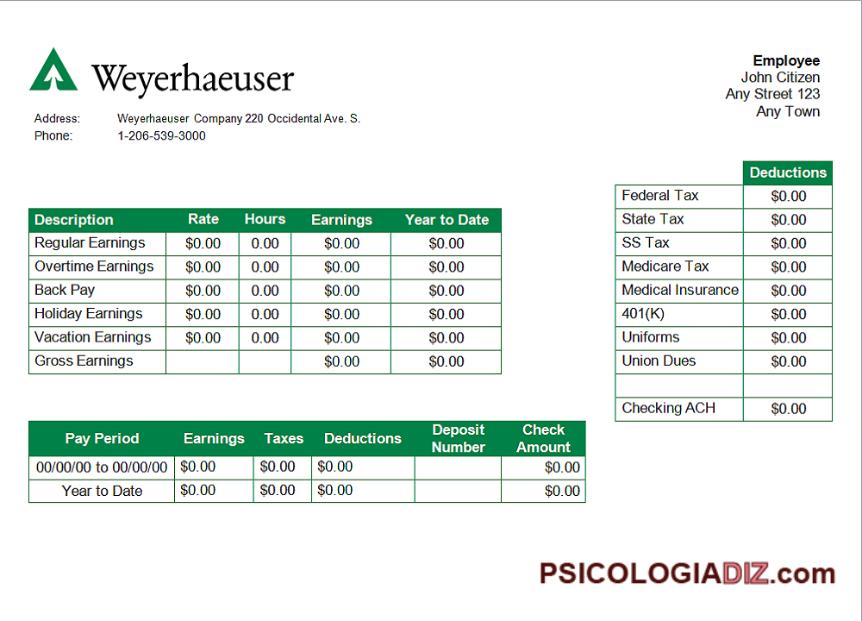 Weyerhaeuser
Address: Weyerhaeuser Company 220 Occidental Ave. S.
Phone: 1-206-539-3000
Employee
John Citizen
Any Street 123
Any Town
Deductions
Federal Tax $0.00
State Tax $0.00
SS Tax $0.00
Medicare Tax $0.00
Medical Insurance $0.00
401(K) $0.00
Uniforms $0.00
Union Dues $0.00
Checking ACH $0.00
Description Rate Hours Earnings Year to Date
Regular Earnings $0.00 0.00 $0.00 $0.00
Overtime Earnings $0.00 0.00 $0.00 $0.00
Back Pay $0.00 0.00 $0.00 $0.00
Holiday Earnings $0.00 0.00 $0.00 $0.00
Vacation Earnings $0.00 0.00 $0.00 $0.00
Gross Earnings $0.00 $0.00
Pay Period Earnings Taxes Deductions Deposit Number Check Amount
00/00/00 to 00/00/00 $0.00 $0.00 $0.00 $0.00
Year to Date $0.00 $0.00 $0.00 $0.00
PSICOLOGIADIZ.com